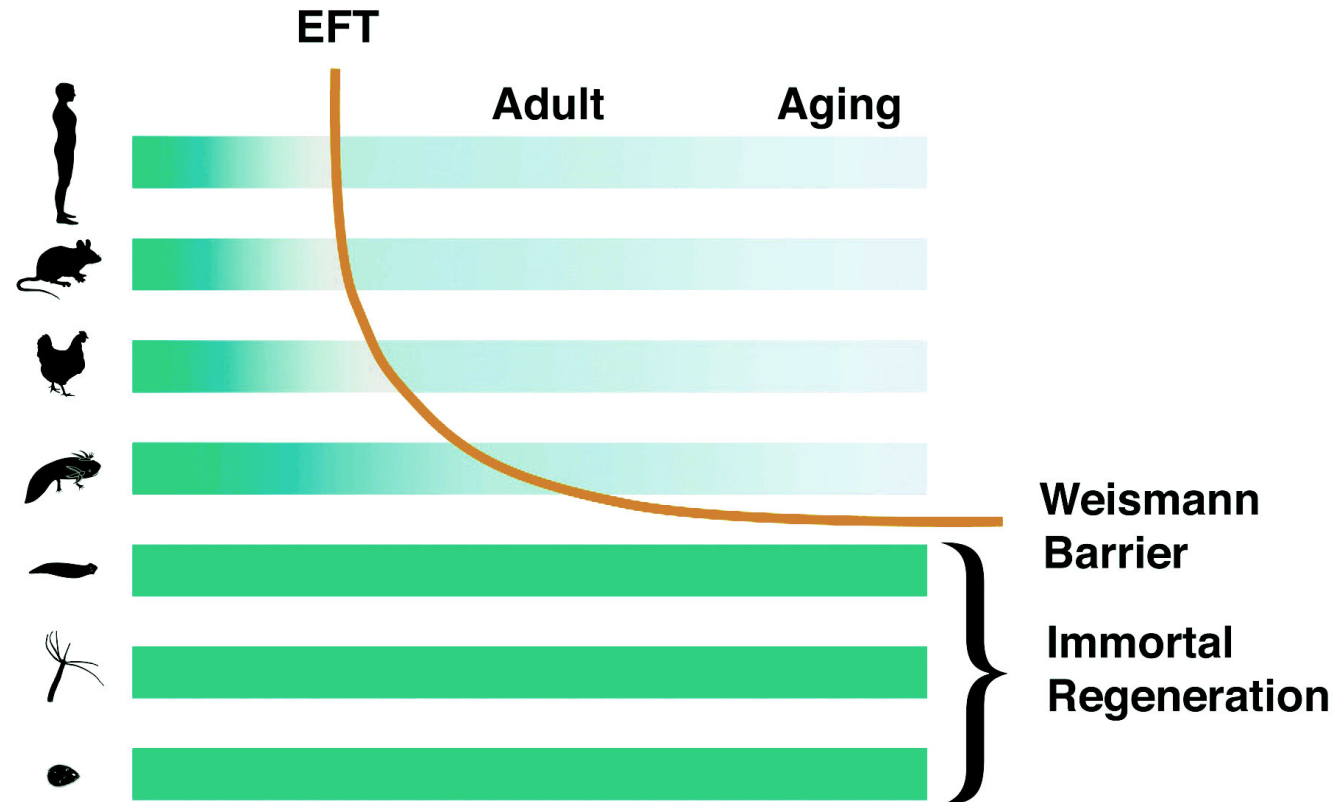 EFT
Adult
Aging
Weismann
Barrier
Immortal
Regeneration